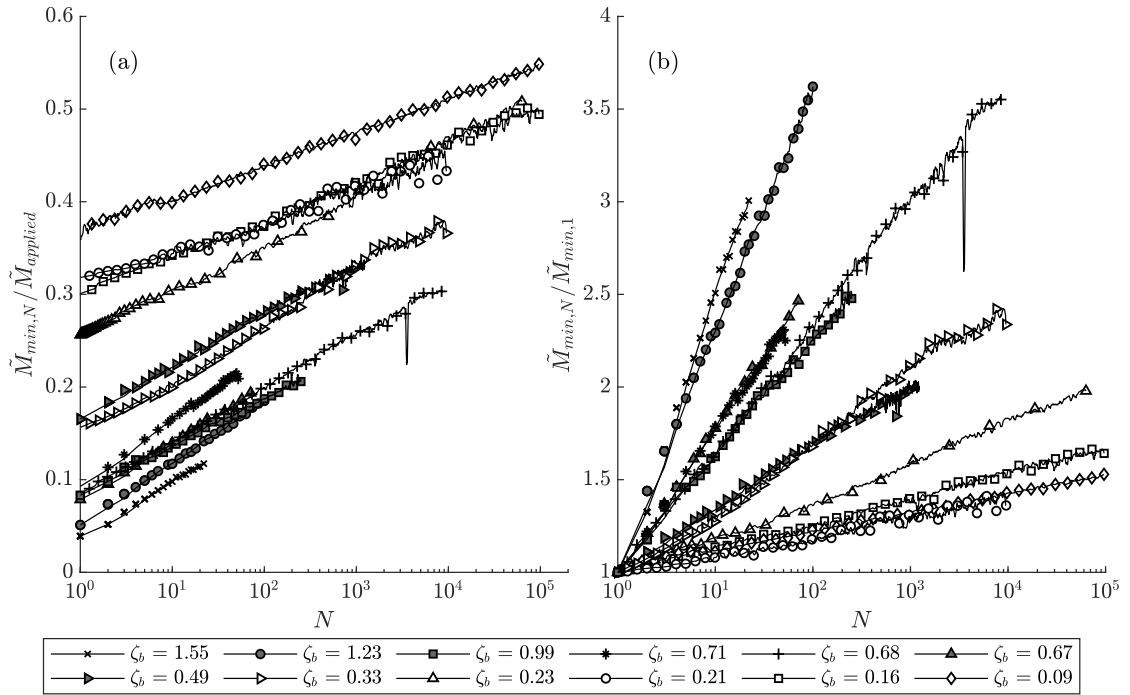 0.6
0.5
0.4
0.3
0.2
0.1
0
(a)
M̃min,N/M̃applied
10⁰ 10¹ 10² 10³ 10⁴ 10⁵
N
4
3.5
3
2.5
2
1.5
1
(b)
M̃min,N/M̃min,1
10⁰ 10¹ 10² 10³ 10⁴ 10⁵
N
ζb = 1.55 ζb = 1.23 ζb = 0.99 ζb = 0.71 ζb = 0.68 ζb = 0.67
ζb = 0.49 ζb = 0.33 ζb = 0.23 ζb = 0.21 ζb = 0.16 ζb = 0.09